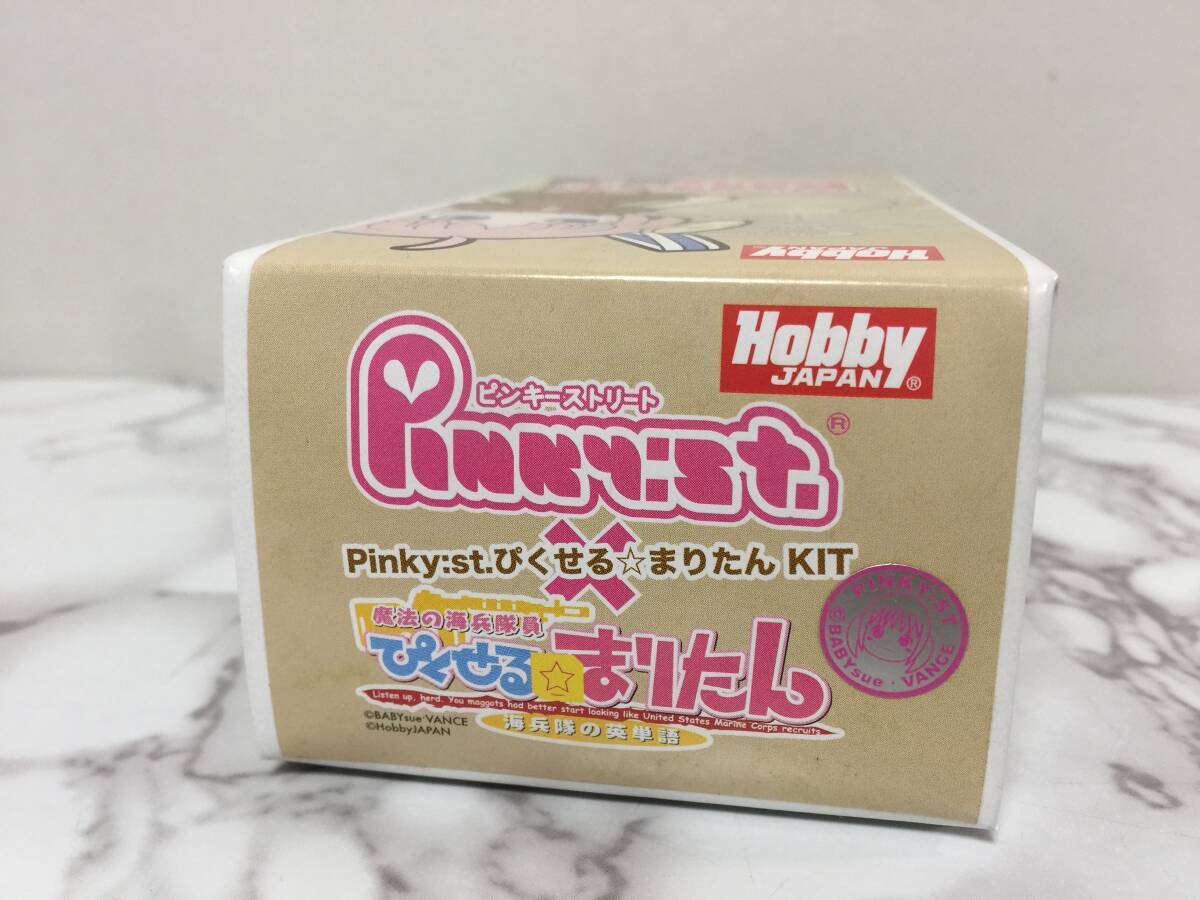 Hobby
JAPAN
Hobby
JAPAN®
ピンキーストリート
Pinky:st.®
×
Pinky:st.ぴくせる☆まりたん KIT
魔法の海兵隊員
ぴくせる☆まりたん
Listen up, herd. You maggots had better start looking like United States Marine Corps recruits
海兵隊の英単語
©BABYsue·VANCE
©HobbyJAPAN
PINKY:ST
©BABYsue · VANCE